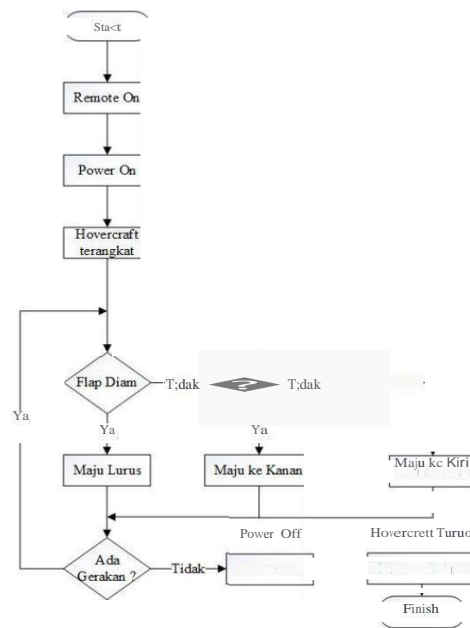 Sta<t
Remote On
Power On
Hovercraft
terangkat
Flap Diam
T;dak
?
T;dak
Ya
Ya
Ya
Maju Lurus
Maju ke Kanan
Maju kc Kiri
Power Off
Hovercrett Turuo
Ada
Gerakan ?
Tidak
Finish